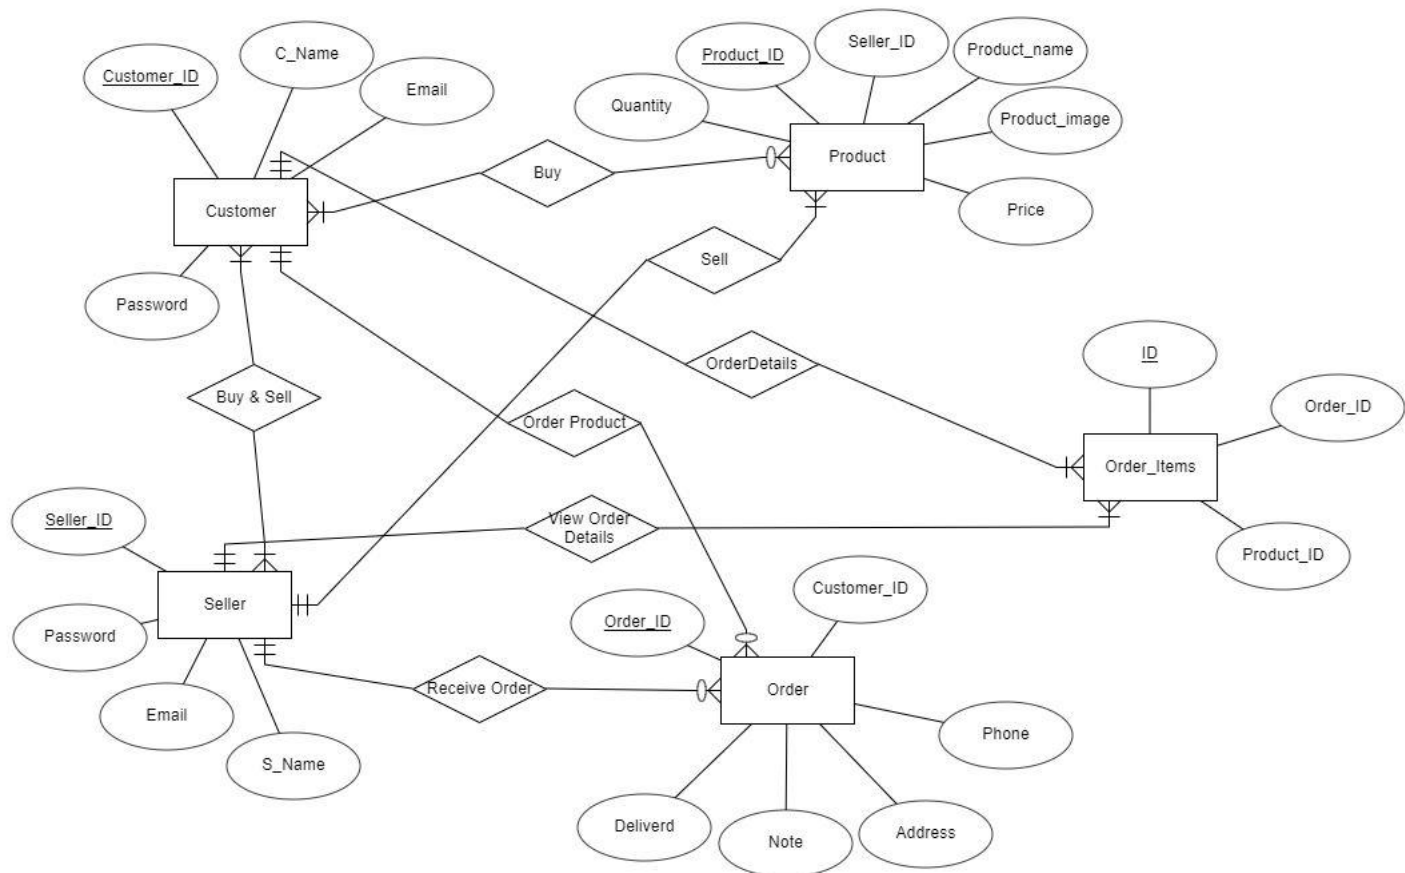 C_Name
Customer_ID
Email
Product_ID
Seller_ID
Product_name
Quantity
Product_image
Product
Buy
Customer
Price
Sell
Password
OrderDetails
ID
Buy & Sell
Order Product
Order_ID
Order_Items
Seller_ID
View Order
Details
Product_ID
Customer_ID
Seller
Order_ID
Password
Receive Order
Order
Email
Phone
S_Name
Deliverd
Note
Address